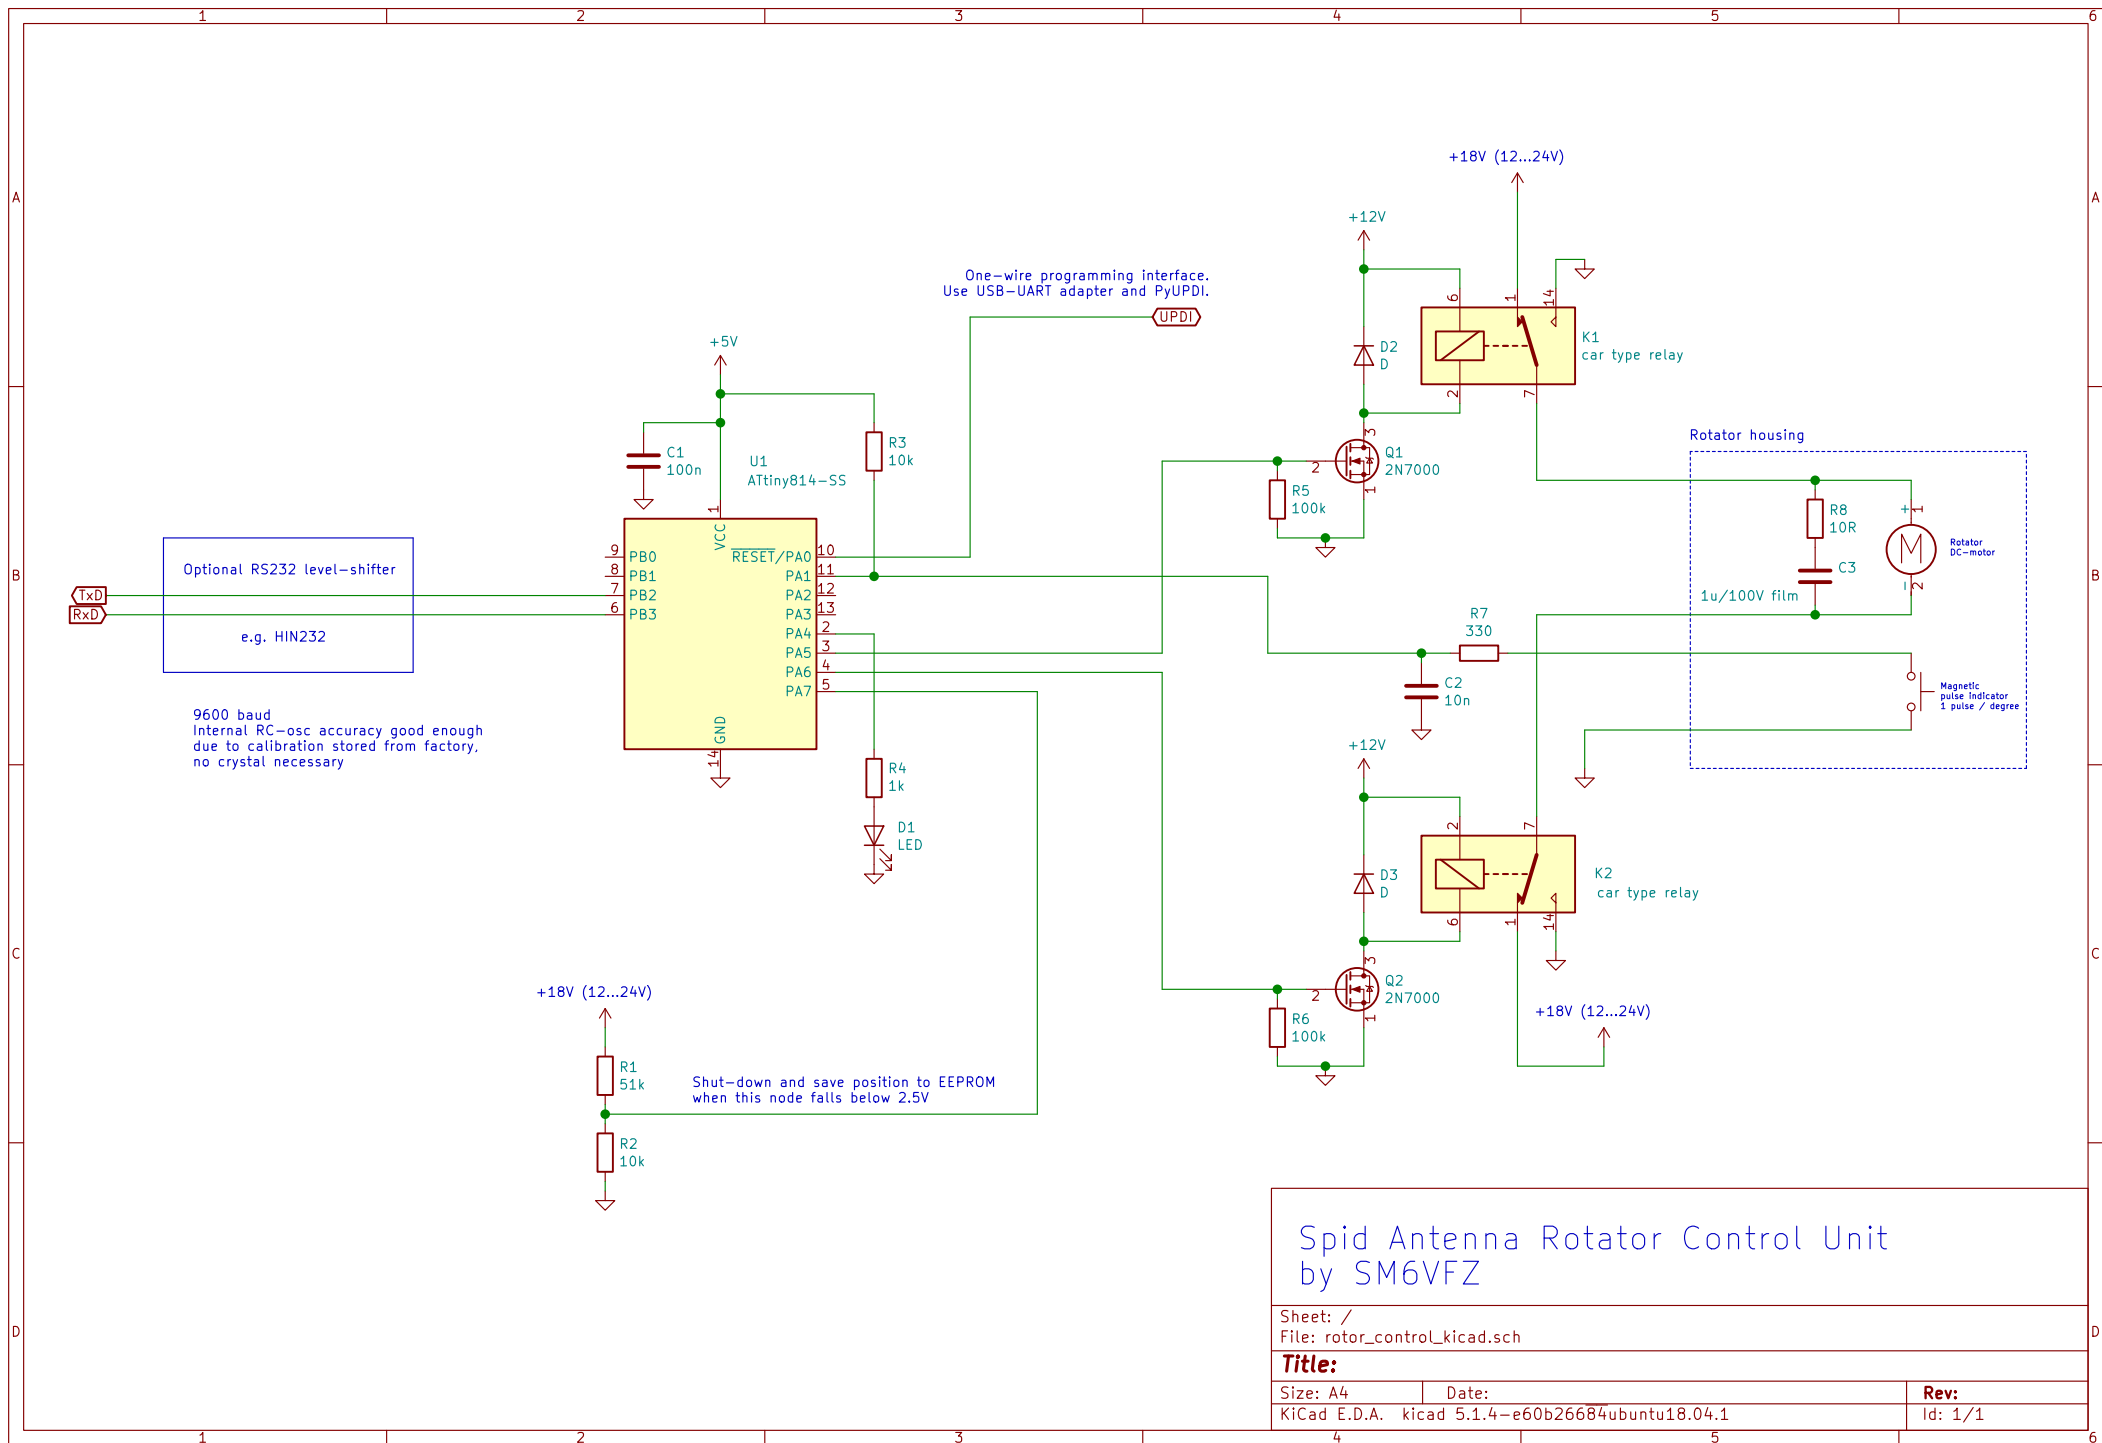 1 2 3 4 5 6
A
A
B
B
C
C
D
D
+18V (12...24V)
+12V
One-wire programming interface.
Use USB-UART adapter and PyUPDI.
UPDI
6
1
14
K1
car type relay
D2
D
2
7
+5V
C1
100n
R3
10k
U1
ATtiny814-SS
3
Q1
2N7000
2
1
R5
100k
Rotator housing
R8
10R
C3
1u/100V film
+
1
M
-
2
Rotator
DC-motor
Optional RS232 level-shifter
e.g. HIN232
TxD
RxD
1
VCC
9 PB0
8 PB1
7 PB2
6 PB3
RESET/PA0 10
PA1 11
PA2 12
PA3 13
PA4 2
PA5 3
PA6 4
PA7 5
GND
14
R7
330
C2
10n
Magnetic
pulse indicator
1 pulse / degree
9600 baud
Internal RC-osc accuracy good enough
due to calibration stored from factory,
no crystal necessary
R4
1k
D1
LED
+12V
2
7
D3
D
K2
car type relay
6
1
14
3
Q2
2N7000
2
1
R6
100k
+18V (12...24V)
+18V (12...24V)
R1
51k
Shut-down and save position to EEPROM
when this node falls below 2.5V
R2
10k
Spid Antenna Rotator Control Unit
by SM6VFZ
Sheet: /
File: rotor_control_kicad.sch
Title:
Size: A4 Date: Rev:
KiCad E.D.A. kicad 5.1.4-e60b26684ubuntu18.04.1 Id: 1/1
1 2 3 4 5 6